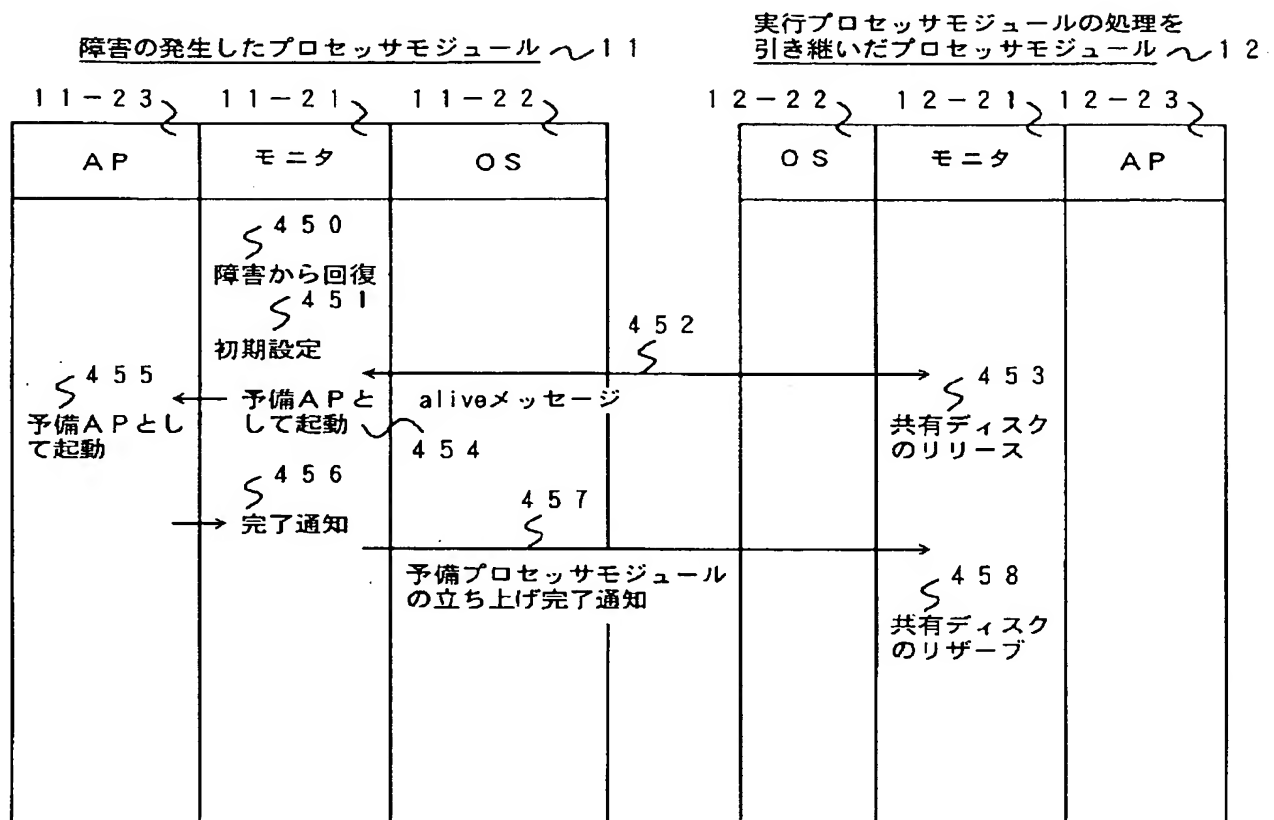 障害の発生したプロセッサモジュール 11
実行プロセッサモジュールの処理を
引き継いだプロセッサモジュール 12
11-23 11-21 11-22
12-22 12-21 12-23
AP モニタ OS
OS モニタ AP
450
障害から回復
451
初期設定
452
aliveメッセージ
453
共有ディスク
のリリース
予備APと
して起動
454
455
予備APとし
て起動
456
完了通知
457
予備プロセッサモジュール
の立ち上げ完了通知
458
共有ディスク
のリザーブ